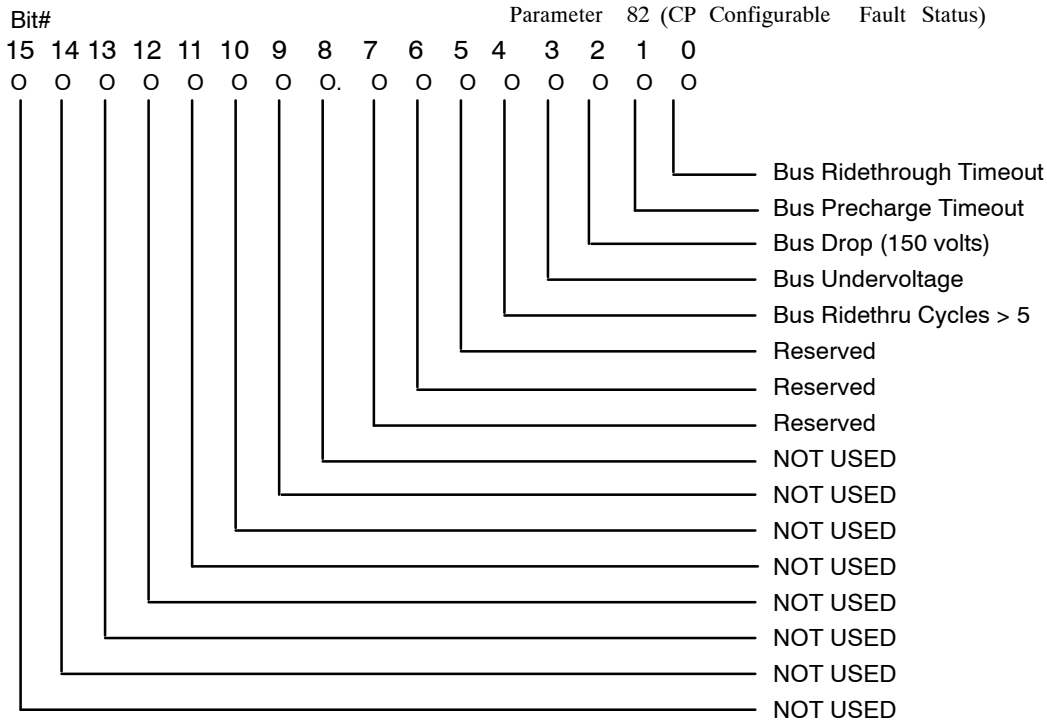 Parameter 82 (CP Configurable Fault Status)
Bit#
15 14 13 12 11 10 9 8 7 6 5 4 3 2 1 0
O O O O O O O O. O O O O O O O O
Bus Ridethrough Timeout
Bus Precharge Timeout
Bus Drop (150 volts)
Bus Undervoltage
Bus Ridethru Cycles > 5
Reserved
Reserved
Reserved
NOT USED
NOT USED
NOT USED
NOT USED
NOT USED
NOT USED
NOT USED
NOT USED